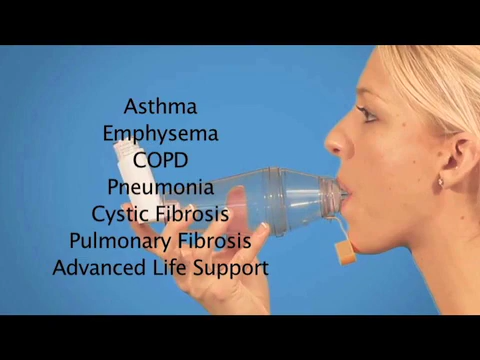 Asthma
Emphysema
COPD
Pneumonia
Cystic Fibrosis
Pulmonary Fibrosis
Advanced Life Support